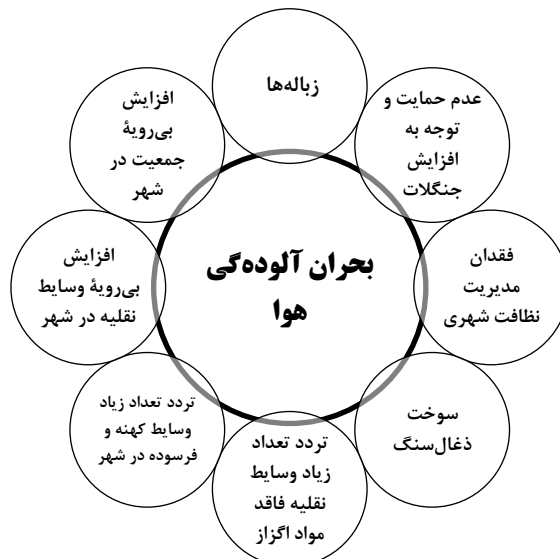 زباله‌ها
عدم حمایت و
توجه به
افزایش
جنگلات
فقدان
مدیریت
نظافت شهری
سوخت
ذغال‌سنگ
تردد تعداد
زیاد وسایط
نقلیه فاقد
مواد اگزاز
تردد تعداد زیاد
وسایط کهنه و
فرسوده در شهر
افزایش
بی‌رویهٔ وسایط
نقلیه در شهر
افزایش
بی‌رویهٔ
جمعیت در
شهر
بحران آلوده‌گی
هوا